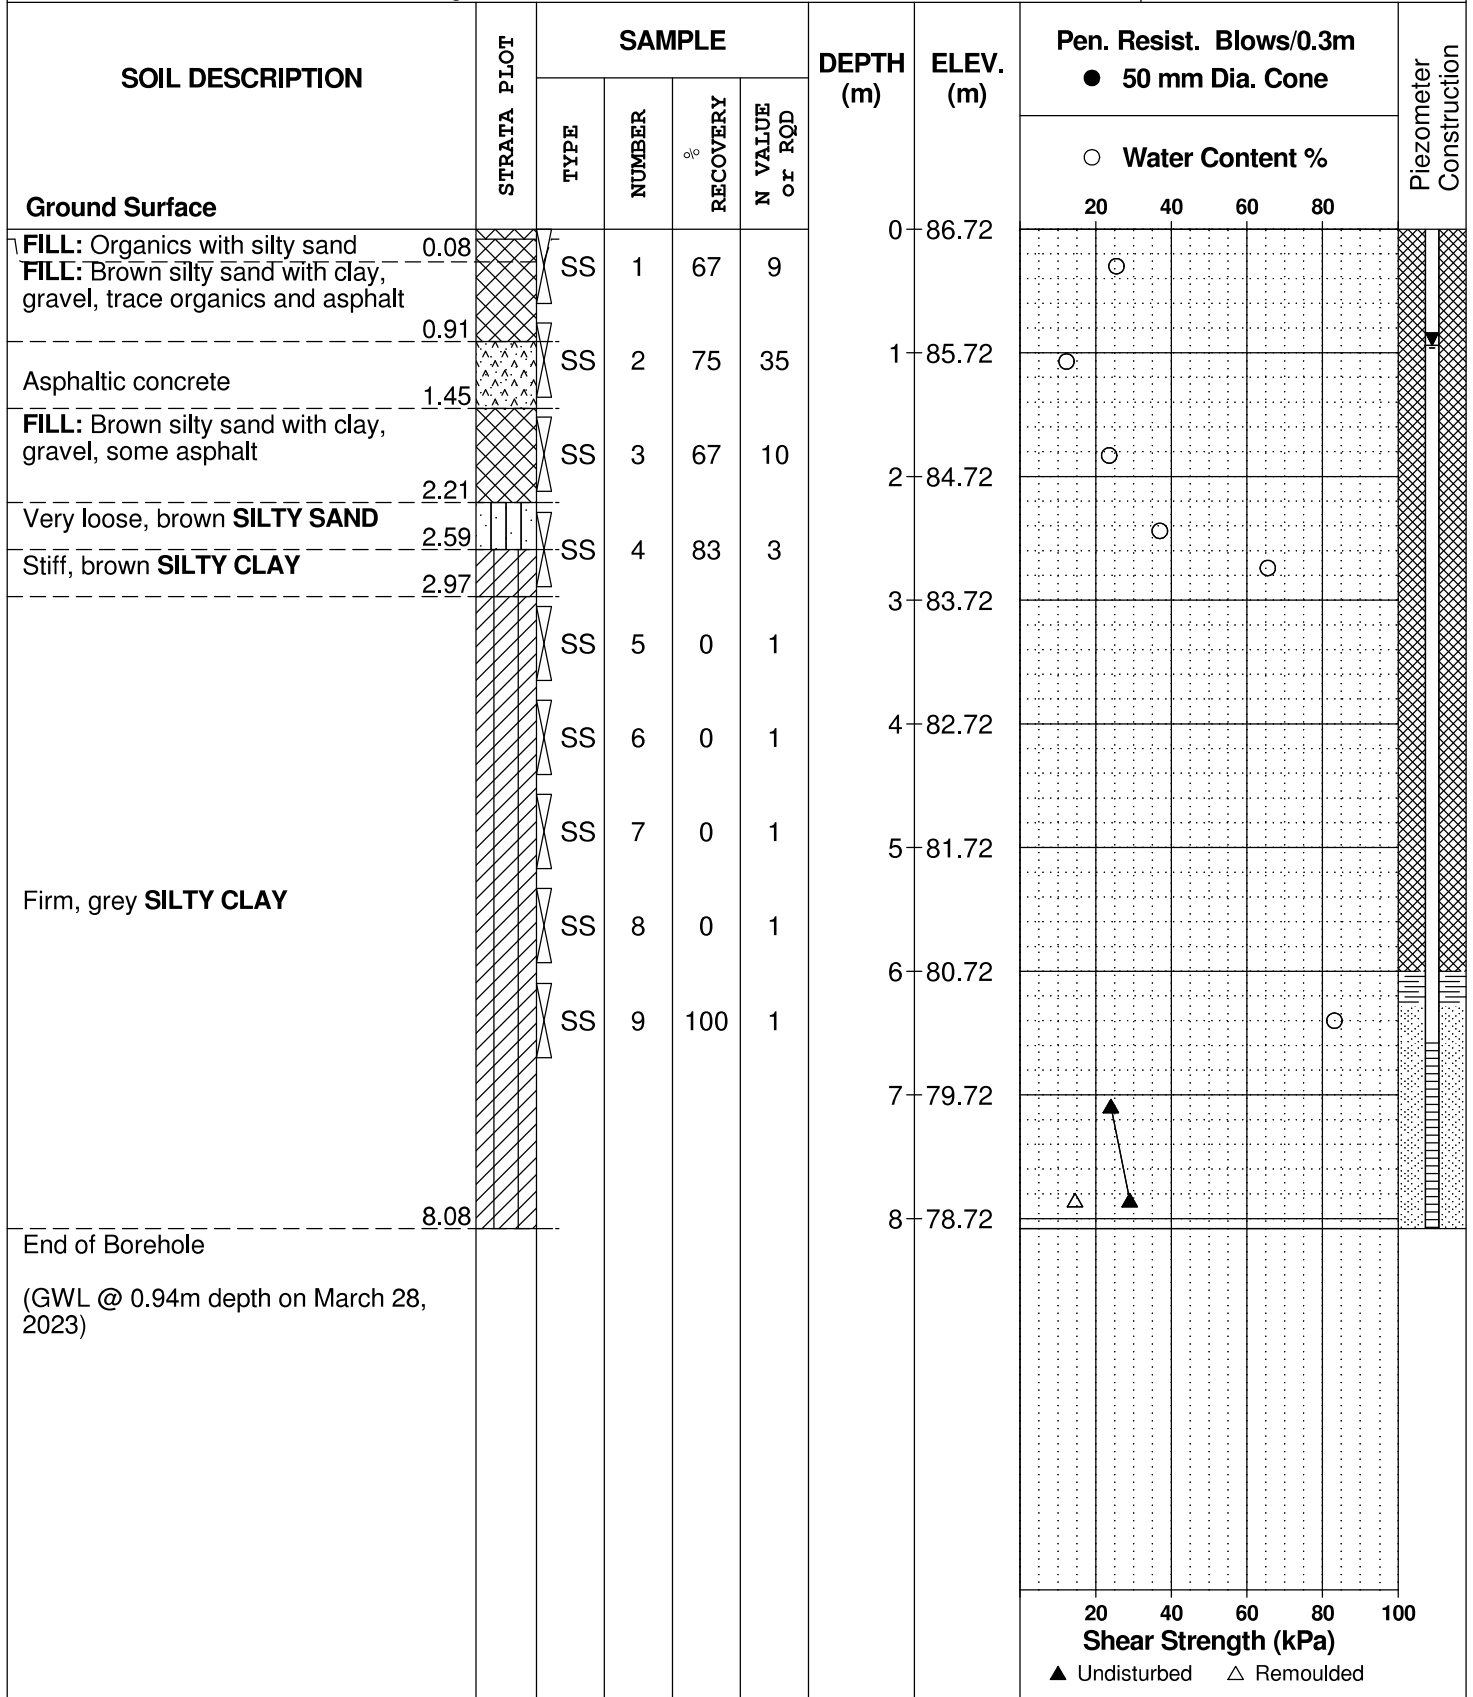 SOIL DESCRIPTION
STRATA PLOT
SAMPLE
TYPE
NUMBER
% RECOVERY
N VALUE or RQD
DEPTH (m)
ELEV. (m)
Pen. Resist. Blows/0.3m
● 50 mm Dia. Cone
○ Water Content %
20 40 60 80
Piezometer Construction
Ground Surface
0 86.72
FILL: Organics with silty sand 0.08
FILL: Brown silty sand with clay,
gravel, trace organics and asphalt
0.91
SS 1 67 9
1 85.72
SS 2 75 35
Asphaltic concrete
1.45
FILL: Brown silty sand with clay,
gravel, some asphalt
2.21
SS 3 67 10
2 84.72
Very loose, brown SILTY SAND
2.59
SS 4 83 3
Stiff, brown SILTY CLAY
2.97
3 83.72
SS 5 0 1
4 82.72
SS 6 0 1
SS 7 0 1
5 81.72
Firm, grey SILTY CLAY
SS 8 0 1
6 80.72
SS 9 100 1
7 79.72
8.08
8 78.72
End of Borehole
(GWL @ 0.94m depth on March 28,
2023)
20 40 60 80 100
Shear Strength (kPa)
▲ Undisturbed △ Remoulded